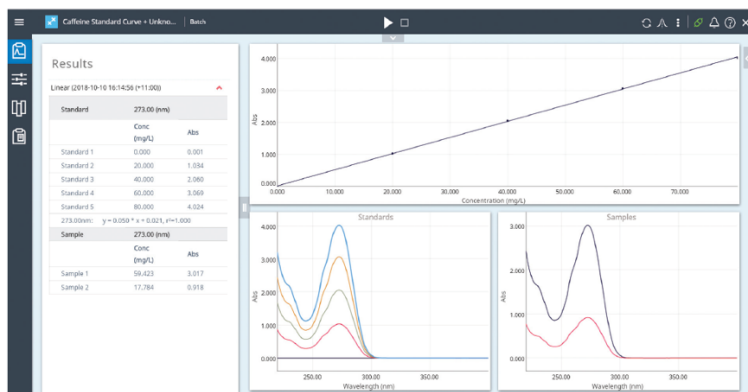 Caffeine Standard Curve + Unkno... Batch
Results
Linear (2018-10-10 16:14:56 (+11:00))
Standard 273.00 (nm)
Conc
(mg/L) Abs
Standard 1 0.000 0.001
Standard 2 20.000 1.034
Standard 3 40.000 2.060
Standard 4 60.000 3.069
Standard 5 80.000 4.024
273.00nm: y = 0.050 * x + 0.021, r²=1.000
Sample 273.00 (nm)
Conc
(mg/L) Abs
Sample 1 59.423 3.017
Sample 2 17.784 0.918
4.000
3.000
2.000
1.000
0.000
Abs
0.000 10.000 20.000 30.000 40.000 50.000 60.000 70.000
Concentration (mg/L)
Standards
4.000
3.000
2.000
1.000
0.000
Abs
250.00 300.00 350.00
Wavelength (nm)
Samples
3.000
2.000
1.000
0.000
Abs
250.00 300.00 350.00
Wavelength (nm)